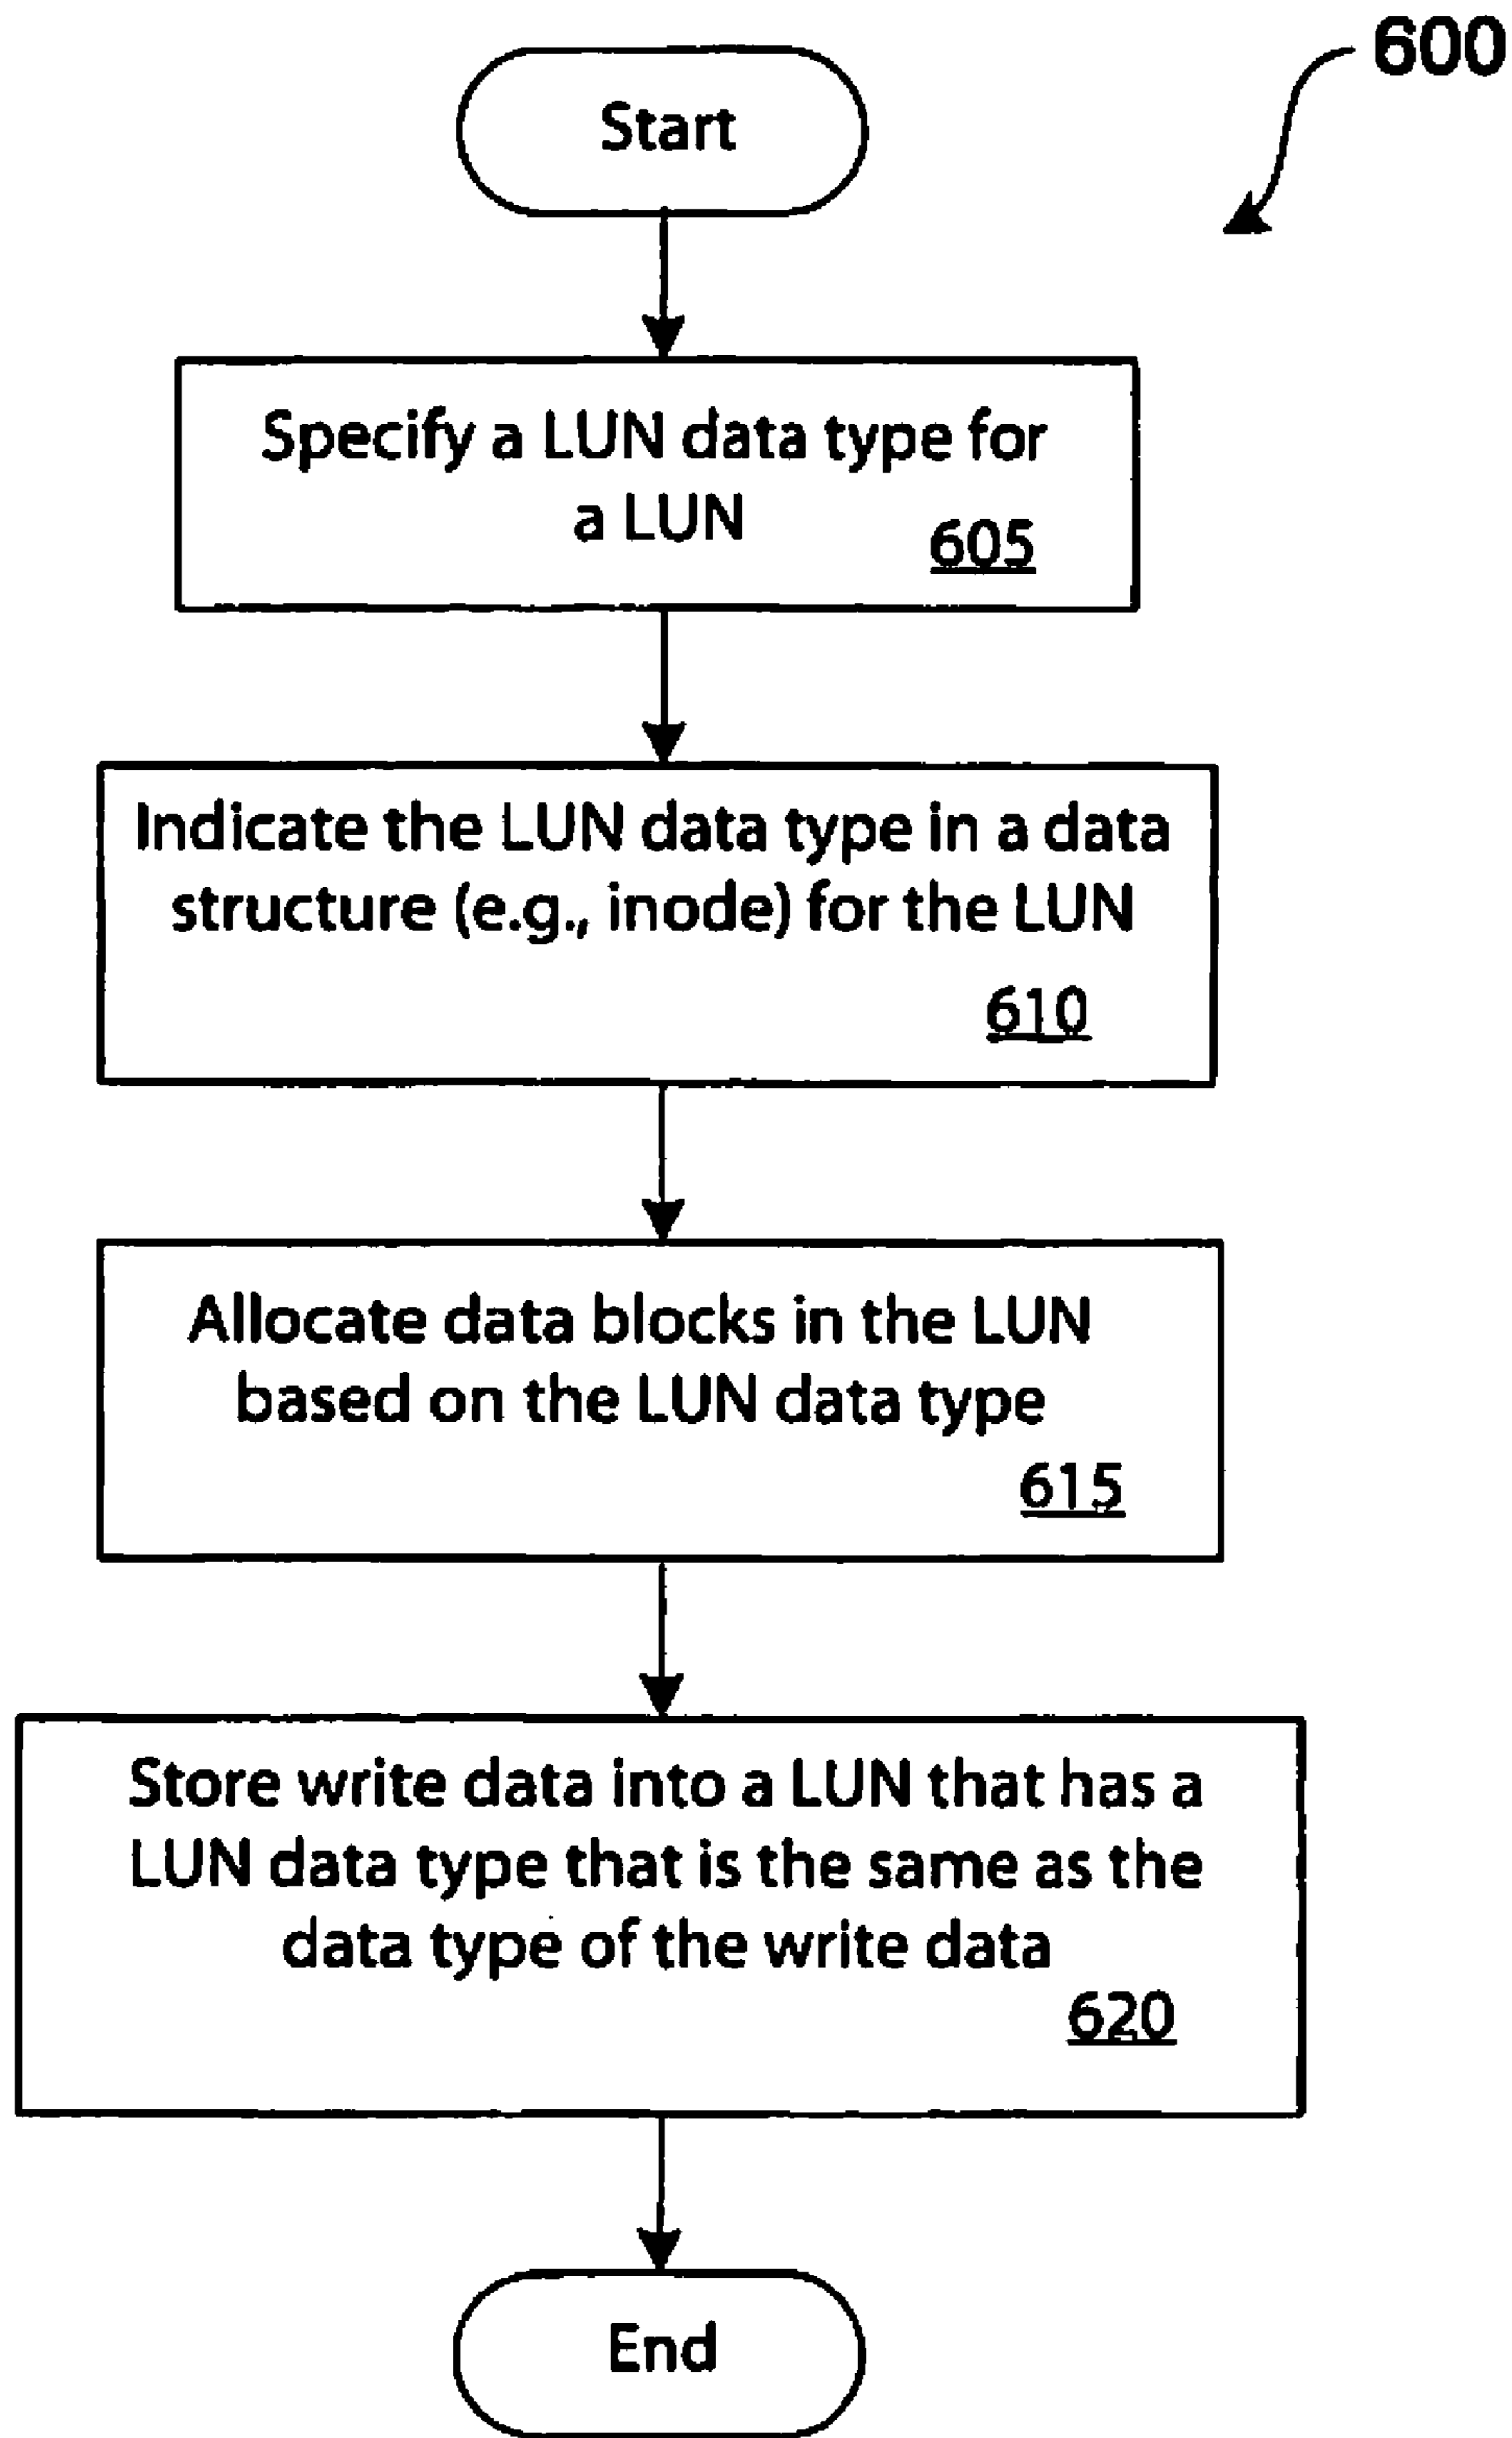 600
Start
Specify a LUN data type for
a LUN
605
Indicate the LUN data type in a data
structure (e.g., inode) for the LUN
610
Allocate data blocks in the LUN
based on the LUN data type
615
Store write data into a LUN that has a
LUN data type that is the same as the
data type of the write data
620
End